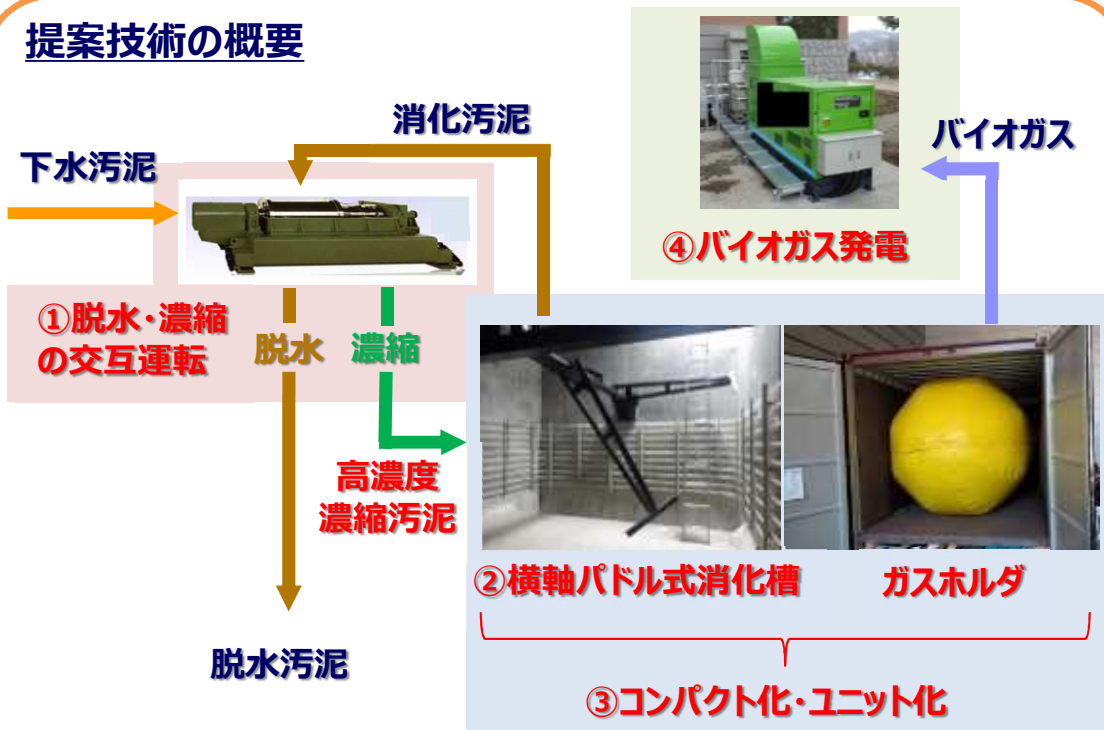 提案技術の概要
消化汚泥
バイオガス
下水汚泥
④バイオガス発電
①脱水・濃縮
の交互運転
脱水
濃縮
高濃度
濃縮汚泥
②横軸パドル式消化槽
ガスホルダ
脱水汚泥
③コンパクト化・ユニット化